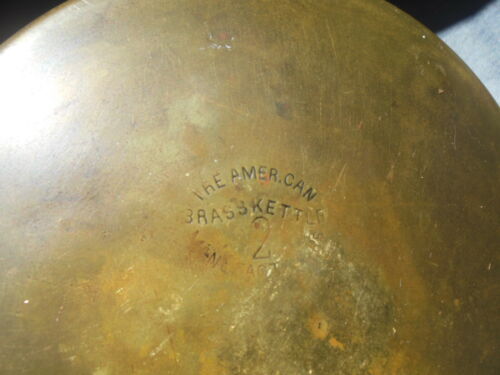 THE AMERICAN
BRASS KETTLE
2